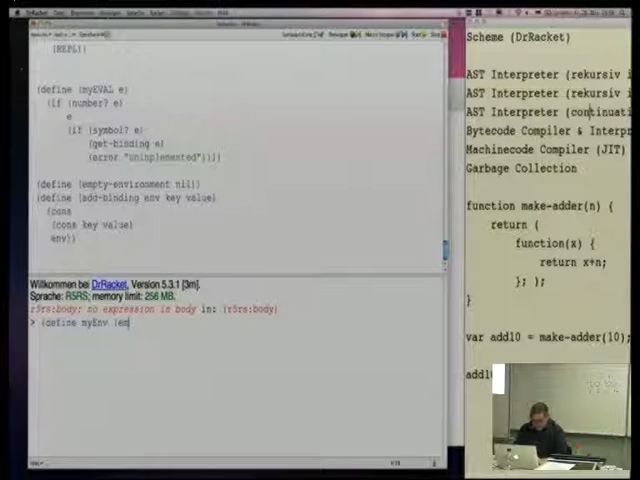 (REPL))
(define (myEVAL e)
(if (number? e)
e
(if (symbol? e)
(get-binding e)
(error "uninplemented"))))
(define (empty-environment nil))
(define (add-binding env key value)
(cons
(cons key value)
env))
Willkommen bei DrRacket, Version 5.3.1 [3m].
Sprache: R5RS; memory limit: 256 MB.
r5rs:body: no expression in body in: (r5rs:body)
> (define myEnv (em
Scheme (DrRacket)
AST Interpreter (rekursiv i
AST Interpreter (rekursiv i
AST Interpreter (continuati
Bytecode Compiler & Interp
Machinecode Compiler (JIT)
Garbage Collection
function make-adder(n) {
return (
function(x) {
return x+n;
}; );
}
var add10 = make-adder(10);
add10